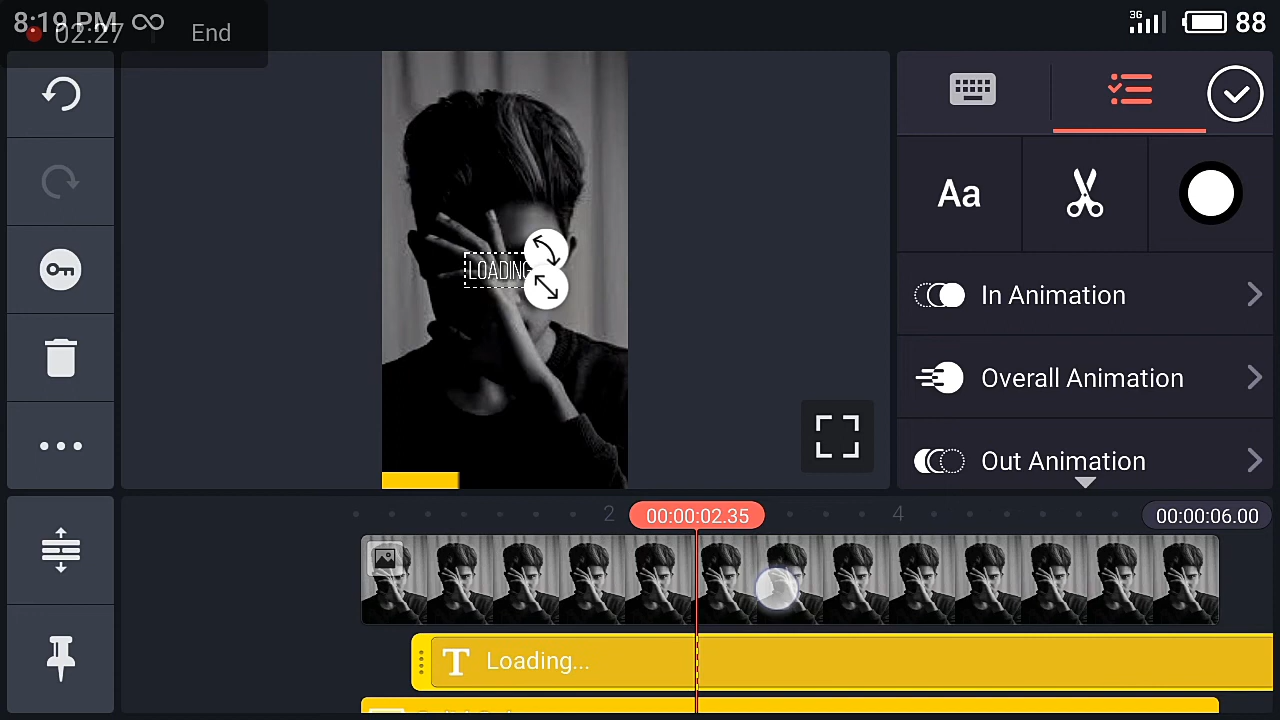 8:19 PM
02:27 End
3G 88
Aa
LOADING
In Animation
Overall Animation
Out Animation
2 00:00:02.35 4 00:00:06.00
T Loading...